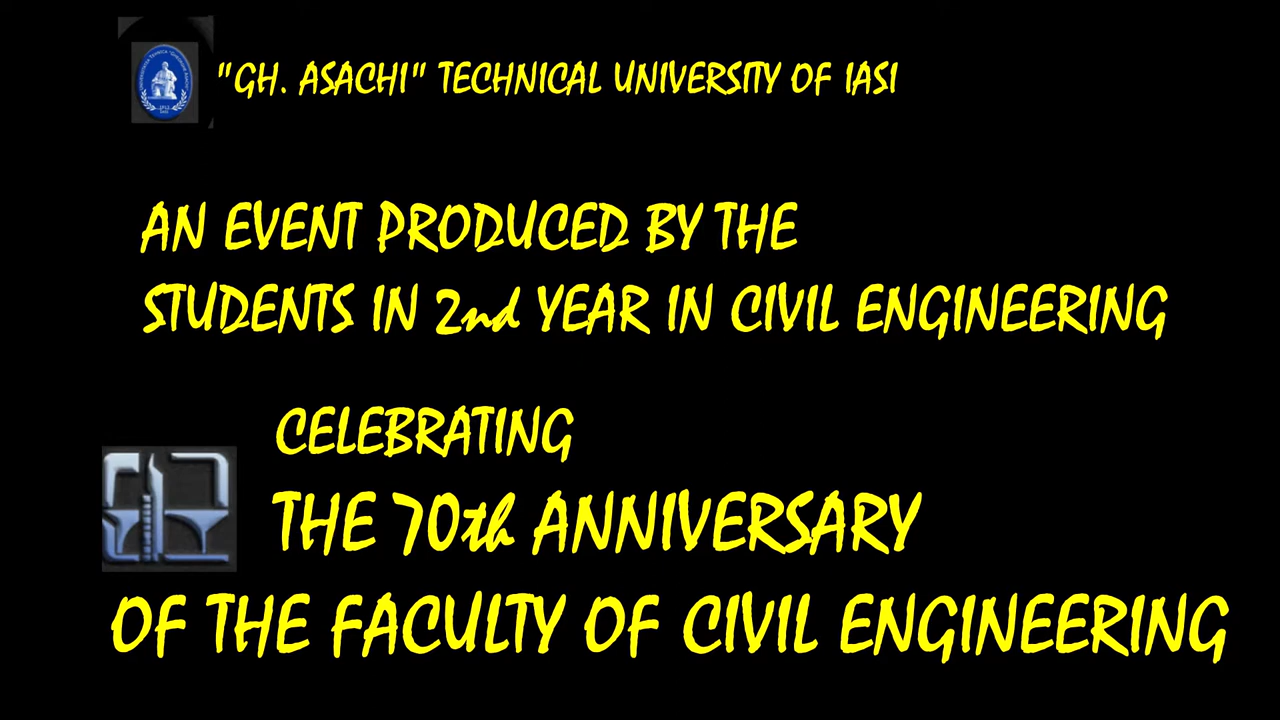 "GH. ASACHI" TECHNICAL UNIVERSITY OF IASI
AN EVENT PRODUCED BY THE
STUDENTS IN 2nd YEAR IN CIVIL ENGINEERING
CELEBRATING
THE 70th ANNIVERSARY
OF THE FACULTY OF CIVIL ENGINEERING